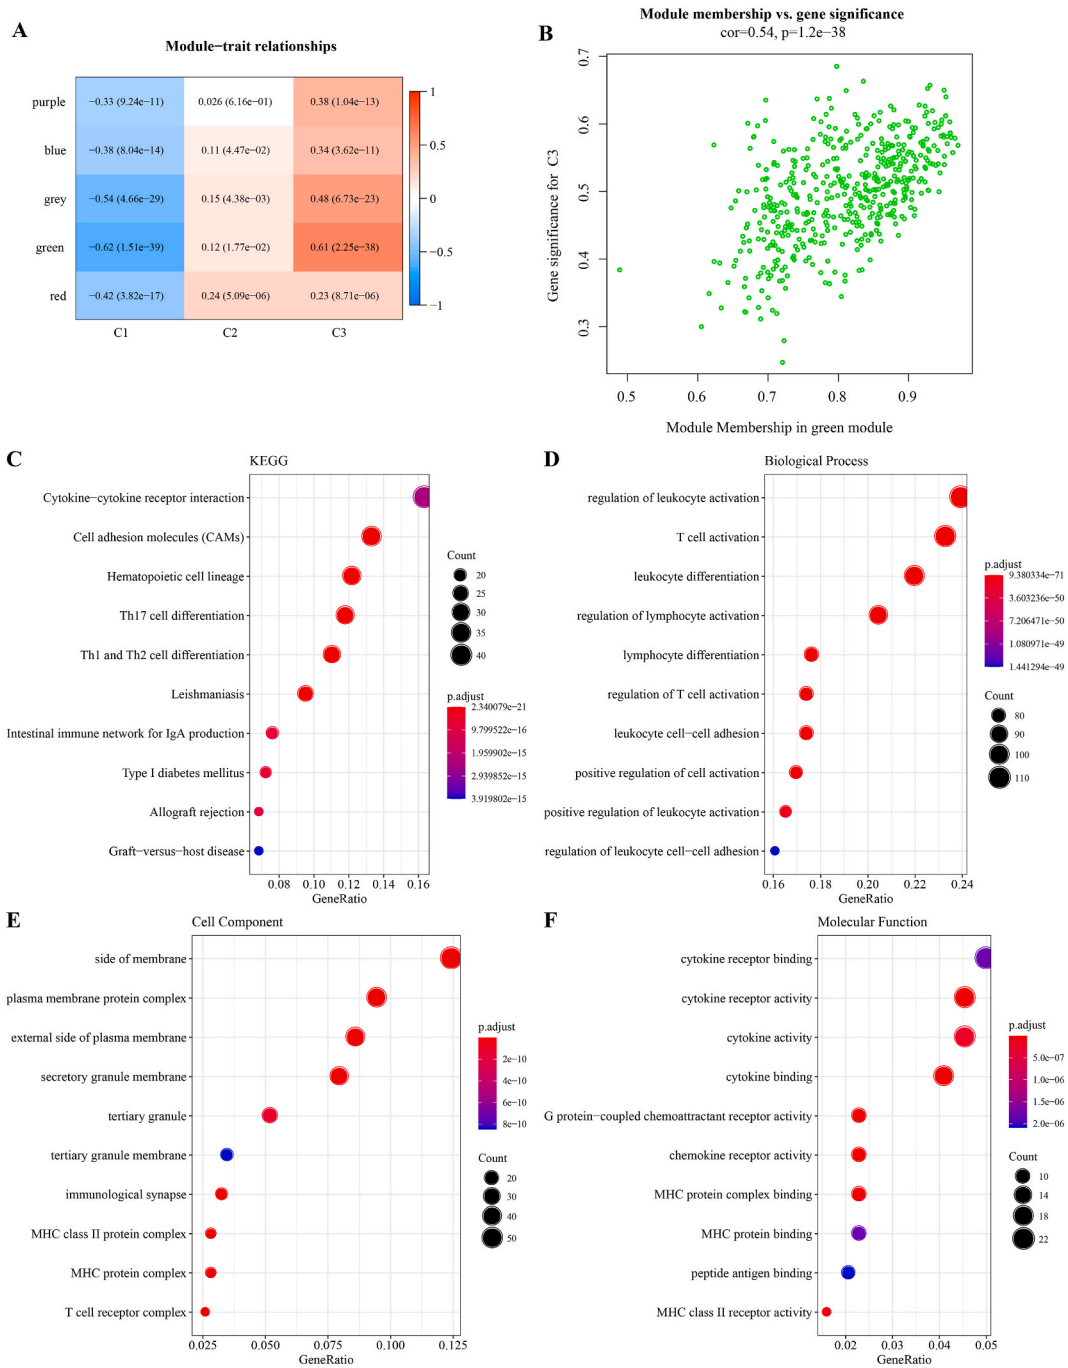 A
Module−trait relationships
purple
−0.33 (9.24e−11)
0.026 (6.16e−01)
0.38 (1.04e−13)
blue
−0.38 (8.04e−14)
0.11 (4.47e−02)
0.34 (3.62e−11)
grey
−0.54 (4.66e−29)
0.15 (4.38e−03)
0.48 (6.73e−23)
green
−0.62 (1.51e−39)
0.12 (1.77e−02)
0.61 (2.25e−38)
red
−0.42 (3.82e−17)
0.24 (5.09e−06)
0.23 (8.71e−06)
C1
C2
C3
1
0.5
0
−0.5
−1
B
Module membership vs. gene significance
cor=0.54, p=1.2e−38
Gene significance for C3
0.7
0.6
0.5
0.4
0.3
0.5
0.6
0.7
0.8
0.9
Module Membership in green module
C
KEGG
Cytokine−cytokine receptor interaction
Cell adhesion molecules (CAMs)
Hematopoietic cell lineage
Th17 cell differentiation
Th1 and Th2 cell differentiation
Leishmaniasis
Intestinal immune network for IgA production
Type I diabetes mellitus
Allograft rejection
Graft−versus−host disease
0.08
0.10
0.12
0.14
0.16
GeneRatio
Count
20
25
30
35
40
p.adjust
2.340079e−21
9.799522e−16
1.959902e−15
2.939852e−15
3.919802e−15
D
Biological Process
regulation of leukocyte activation
T cell activation
leukocyte differentiation
regulation of lymphocyte activation
lymphocyte differentiation
regulation of T cell activation
leukocyte cell−cell adhesion
positive regulation of cell activation
positive regulation of leukocyte activation
regulation of leukocyte cell−cell adhesion
0.16
0.18
0.20
0.22
0.24
GeneRatio
p.adjust
9.380334e−71
3.603236e−50
7.206471e−50
1.080971e−49
1.441294e−49
Count
80
90
100
110
E
Cell Component
side of membrane
plasma membrane protein complex
external side of plasma membrane
secretory granule membrane
tertiary granule
tertiary granule membrane
immunological synapse
MHC class II protein complex
MHC protein complex
T cell receptor complex
0.025
0.050
0.075
0.100
0.125
GeneRatio
p.adjust
2e−10
4e−10
6e−10
8e−10
Count
20
30
40
50
F
Molecular Function
cytokine receptor binding
cytokine receptor activity
cytokine activity
cytokine binding
G protein−coupled chemoattractant receptor activity
chemokine receptor activity
MHC protein complex binding
MHC protein binding
peptide antigen binding
MHC class II receptor activity
0.02
0.03
0.04
0.05
GeneRatio
p.adjust
5.0e−07
1.0e−06
1.5e−06
2.0e−06
Count
10
14
18
22